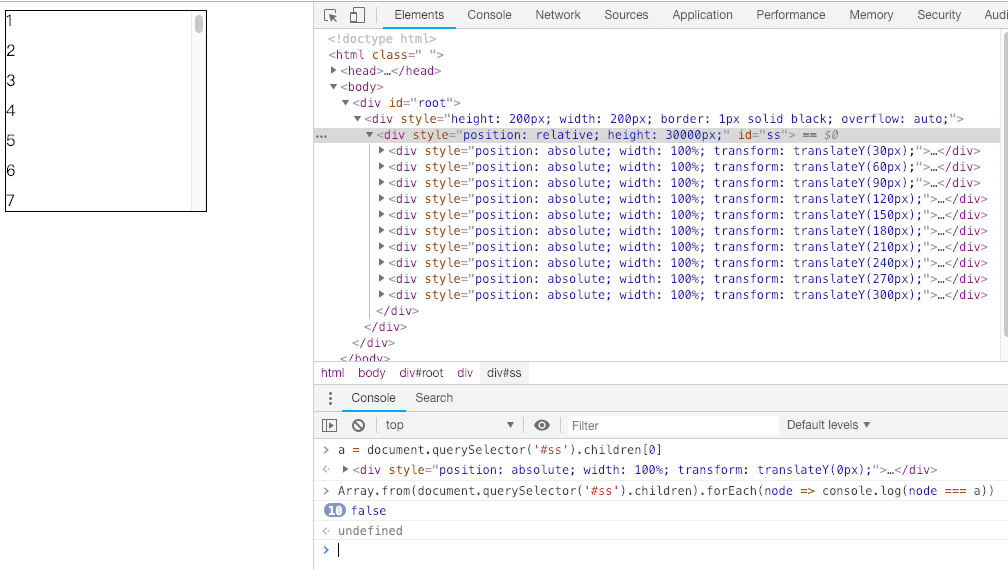 1
2
3
4
5
6
7
Elements Console Network Sources Application Performance Memory Security Audi
<!doctype html>
<html class=" ">
<head>…</head>
<body>
<div id="root">
<div style="height: 200px; width: 200px; border: 1px solid black; overflow: auto;">
<div style="position: relative; height: 30000px;" id="ss"> == $0
<div style="position: absolute; width: 100%; transform: translateY(30px);">…</div>
<div style="position: absolute; width: 100%; transform: translateY(60px);">…</div>
<div style="position: absolute; width: 100%; transform: translateY(90px);">…</div>
<div style="position: absolute; width: 100%; transform: translateY(120px);">…</div>
<div style="position: absolute; width: 100%; transform: translateY(150px);">…</div>
<div style="position: absolute; width: 100%; transform: translateY(180px);">…</div>
<div style="position: absolute; width: 100%; transform: translateY(210px);">…</div>
<div style="position: absolute; width: 100%; transform: translateY(240px);">…</div>
<div style="position: absolute; width: 100%; transform: translateY(270px);">…</div>
<div style="position: absolute; width: 100%; transform: translateY(300px);">…</div>
</div>
</div>
</div>
</body>
html body div#root div div#ss
Console Search
top Filter Default levels
a = document.querySelector('#ss').children[0]
<div style="position: absolute; width: 100%; transform: translateY(0px);">…</div>
Array.from(document.querySelector('#ss').children).forEach(node => console.log(node === a))
10 false
undefined